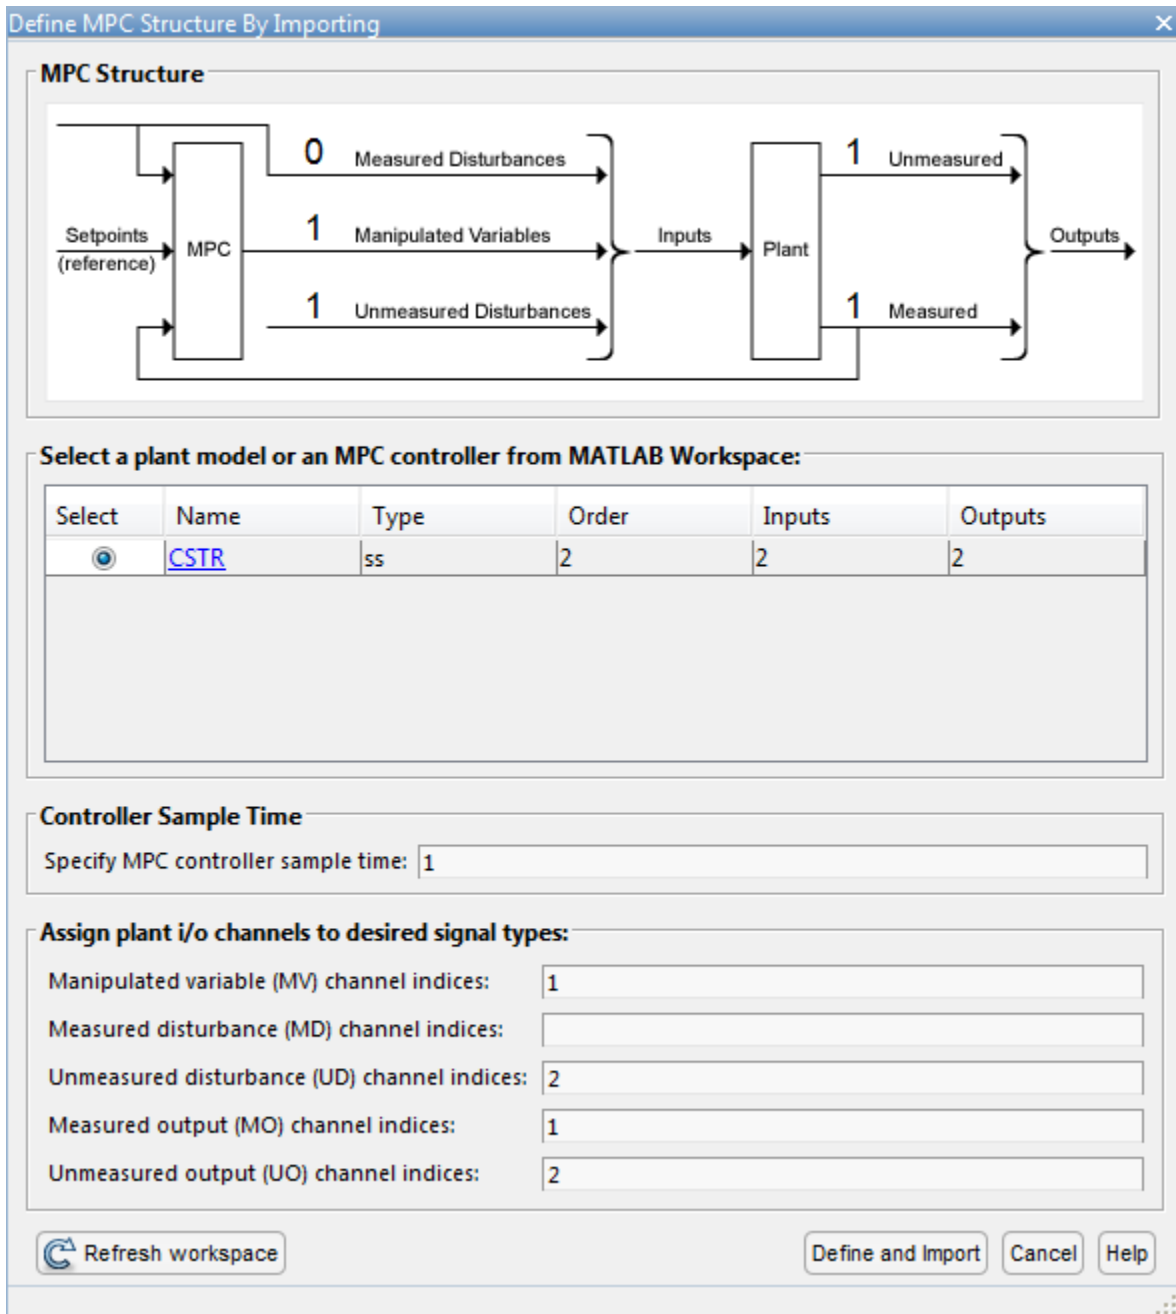 Define MPC Structure By Importing
MPC Structure
0 Measured Disturbances
1 Unmeasured
Setpoints
(reference)
MPC
1 Manipulated Variables
Inputs
Plant
Outputs
1 Unmeasured Disturbances
1 Measured
Select a plant model or an MPC controller from MATLAB Workspace:
Select Name Type Order Inputs Outputs
CSTR ss 2 2 2
Controller Sample Time
Specify MPC controller sample time: 1
Assign plant i/o channels to desired signal types:
Manipulated variable (MV) channel indices: 1
Measured disturbance (MD) channel indices:
Unmeasured disturbance (UD) channel indices: 2
Measured output (MO) channel indices: 1
Unmeasured output (UO) channel indices: 2
Refresh workspace Define and Import Cancel Help